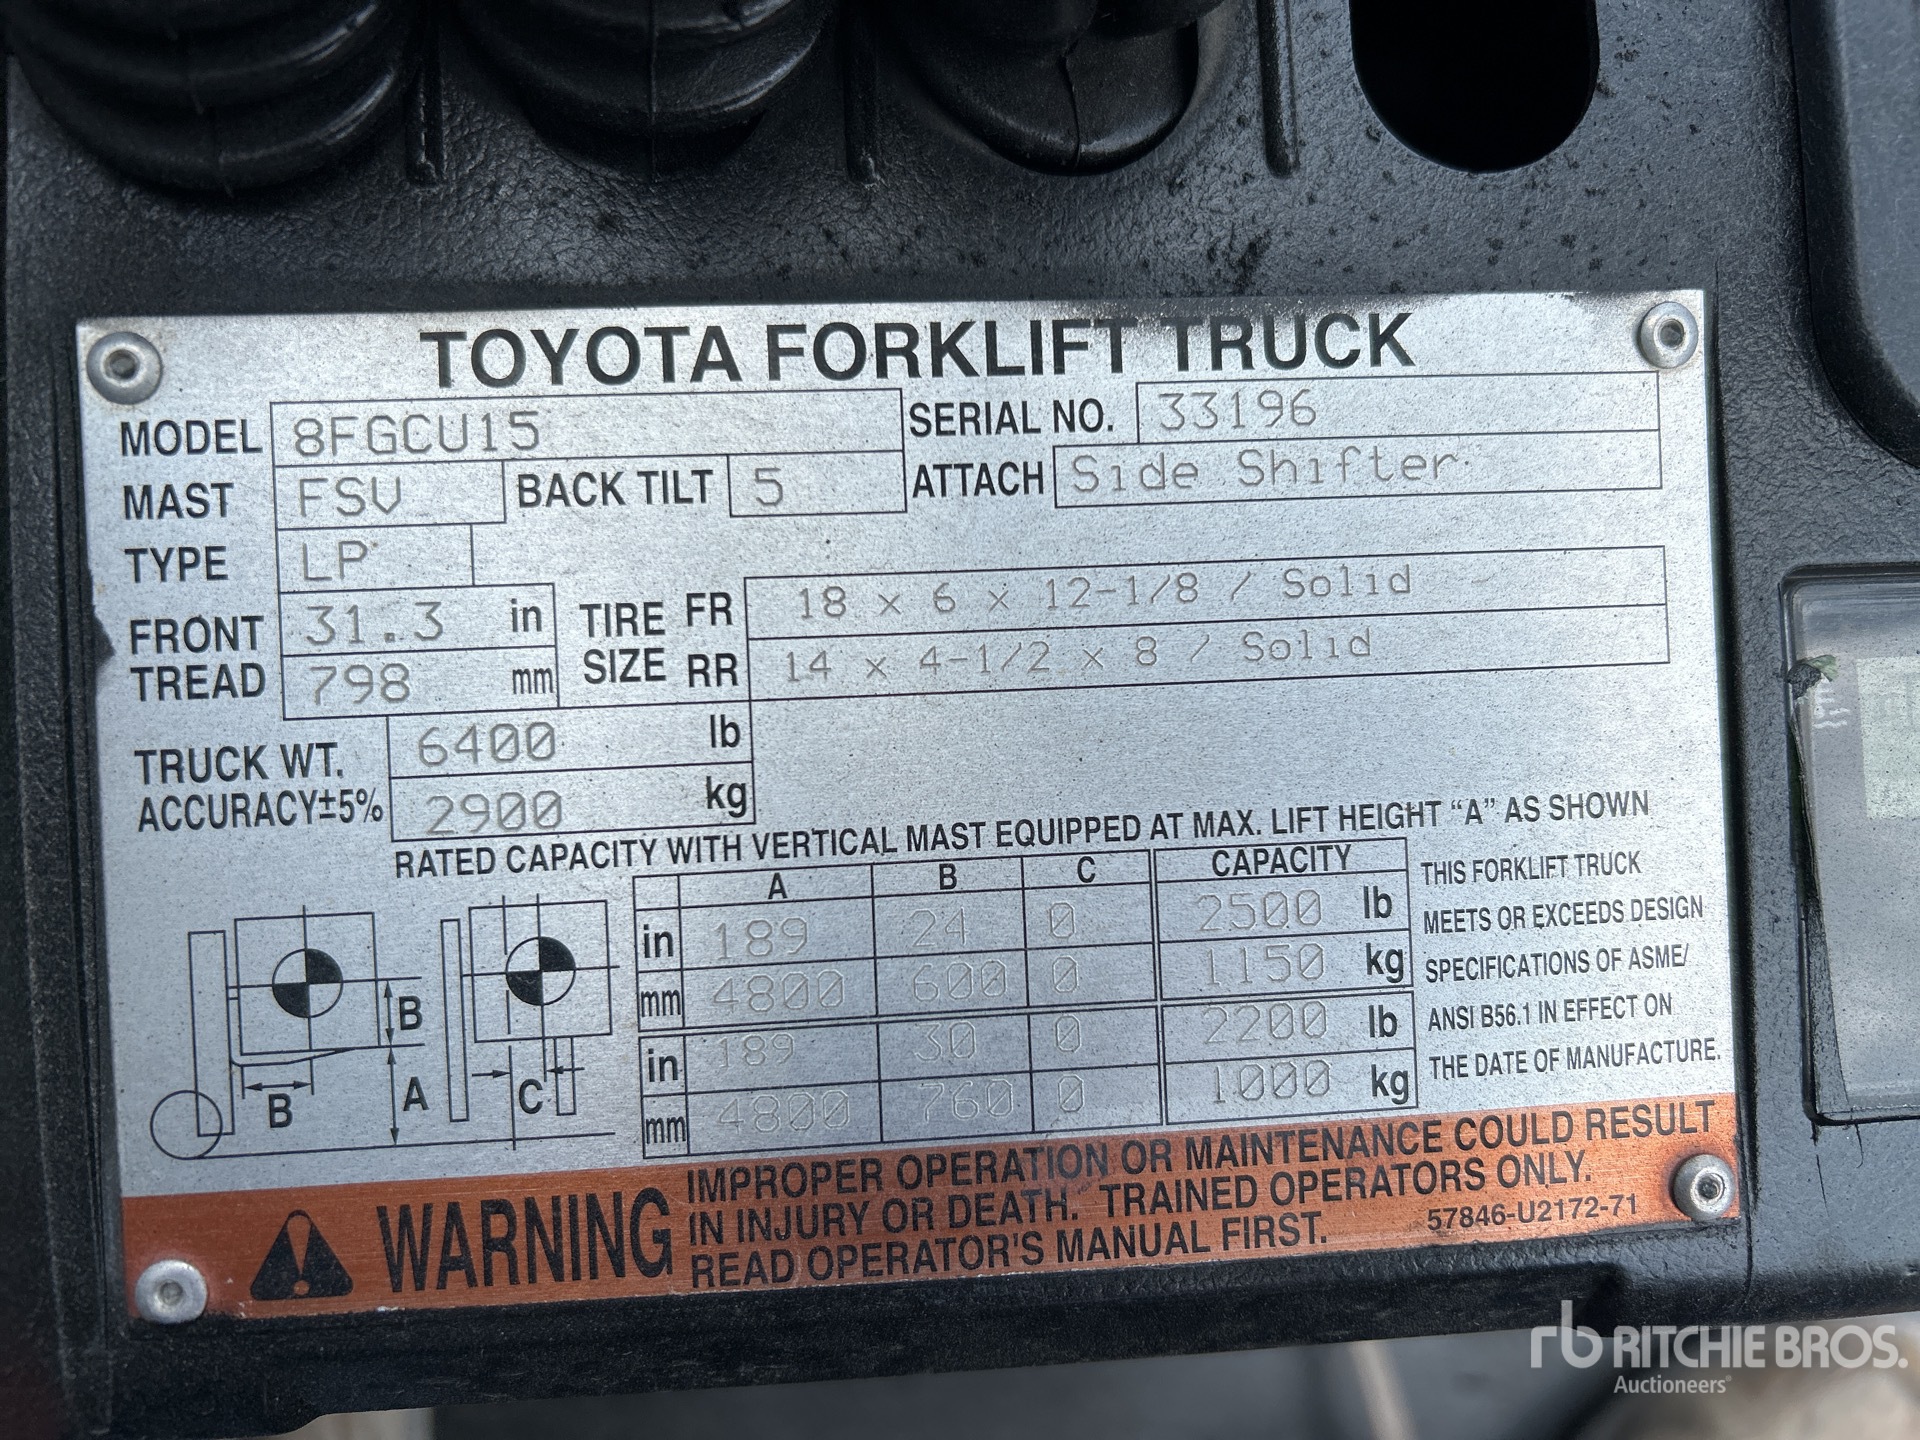 TOYOTA FORKLIFT TRUCK
MODEL 8FGCU15 SERIAL NO. 33196
MAST FSV BACK TILT 5 ATTACH Side Shifter
TYPE LP
FRONT TREAD 31.3 in 798 mm
TIRE SIZE FR 18 x 6 x 12-1/8 / Solid
RR 14 x 4-1/2 x 8 / Solid
TRUCK WT. 6400 lb
ACCURACY±5% 2900 kg
RATED CAPACITY WITH VERTICAL MAST EQUIPPED AT MAX. LIFT HEIGHT "A" AS SHOWN
A B C CAPACITY
in 189 24 0 2500 lb
mm 4800 600 0 1150 kg
in 189 30 0 2200 lb
mm 4800 760 0 1000 kg
B
B
A
C
THIS FORKLIFT TRUCK
MEETS OR EXCEEDS DESIGN
SPECIFICATIONS OF ASME/
ANSI B56.1 IN EFFECT ON
THE DATE OF MANUFACTURE.
WARNING
IMPROPER OPERATION OR MAINTENANCE COULD RESULT
IN INJURY OR DEATH. TRAINED OPERATORS ONLY.
READ OPERATOR'S MANUAL FIRST.
57846-U2172-71
rb RITCHIE BROS.
Auctioneers